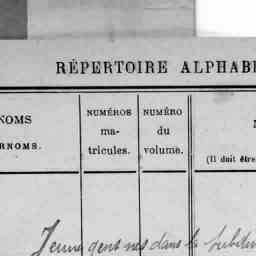 RÉPERTOIRE ALPHAB
NOMS
RNOMS.
NUMÉROS
ma-
tricules.
NUMÉRO
du
volume.
(Il doit être
Jeunes gens nés dans la